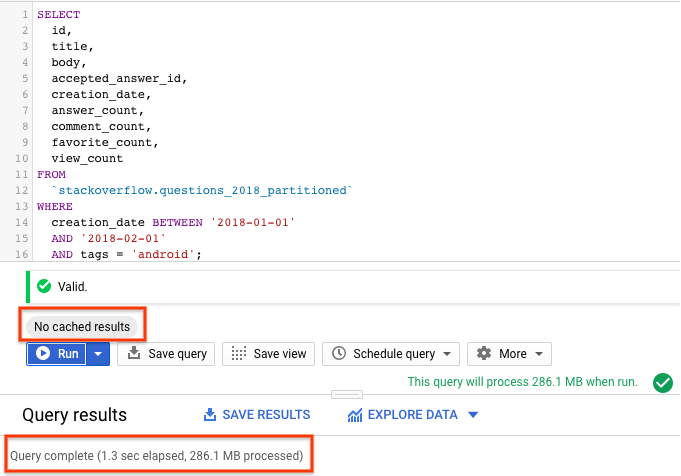 1 SELECT
2 id,
3 title,
4 body,
5 accepted_answer_id,
6 creation_date,
7 answer_count,
8 comment_count,
9 favorite_count,
10 view_count
11 FROM
12 `stackoverflow.questions_2018_partitioned`
13 WHERE
14 creation_date BETWEEN '2018-01-01'
15 AND '2018-02-01'
16 AND tags = 'android';
Valid.
No cached results
Run Save query Save view Schedule query More
This query will process 286.1 MB when run.
Query results SAVE RESULTS EXPLORE DATA
Query complete (1.3 sec elapsed, 286.1 MB processed)